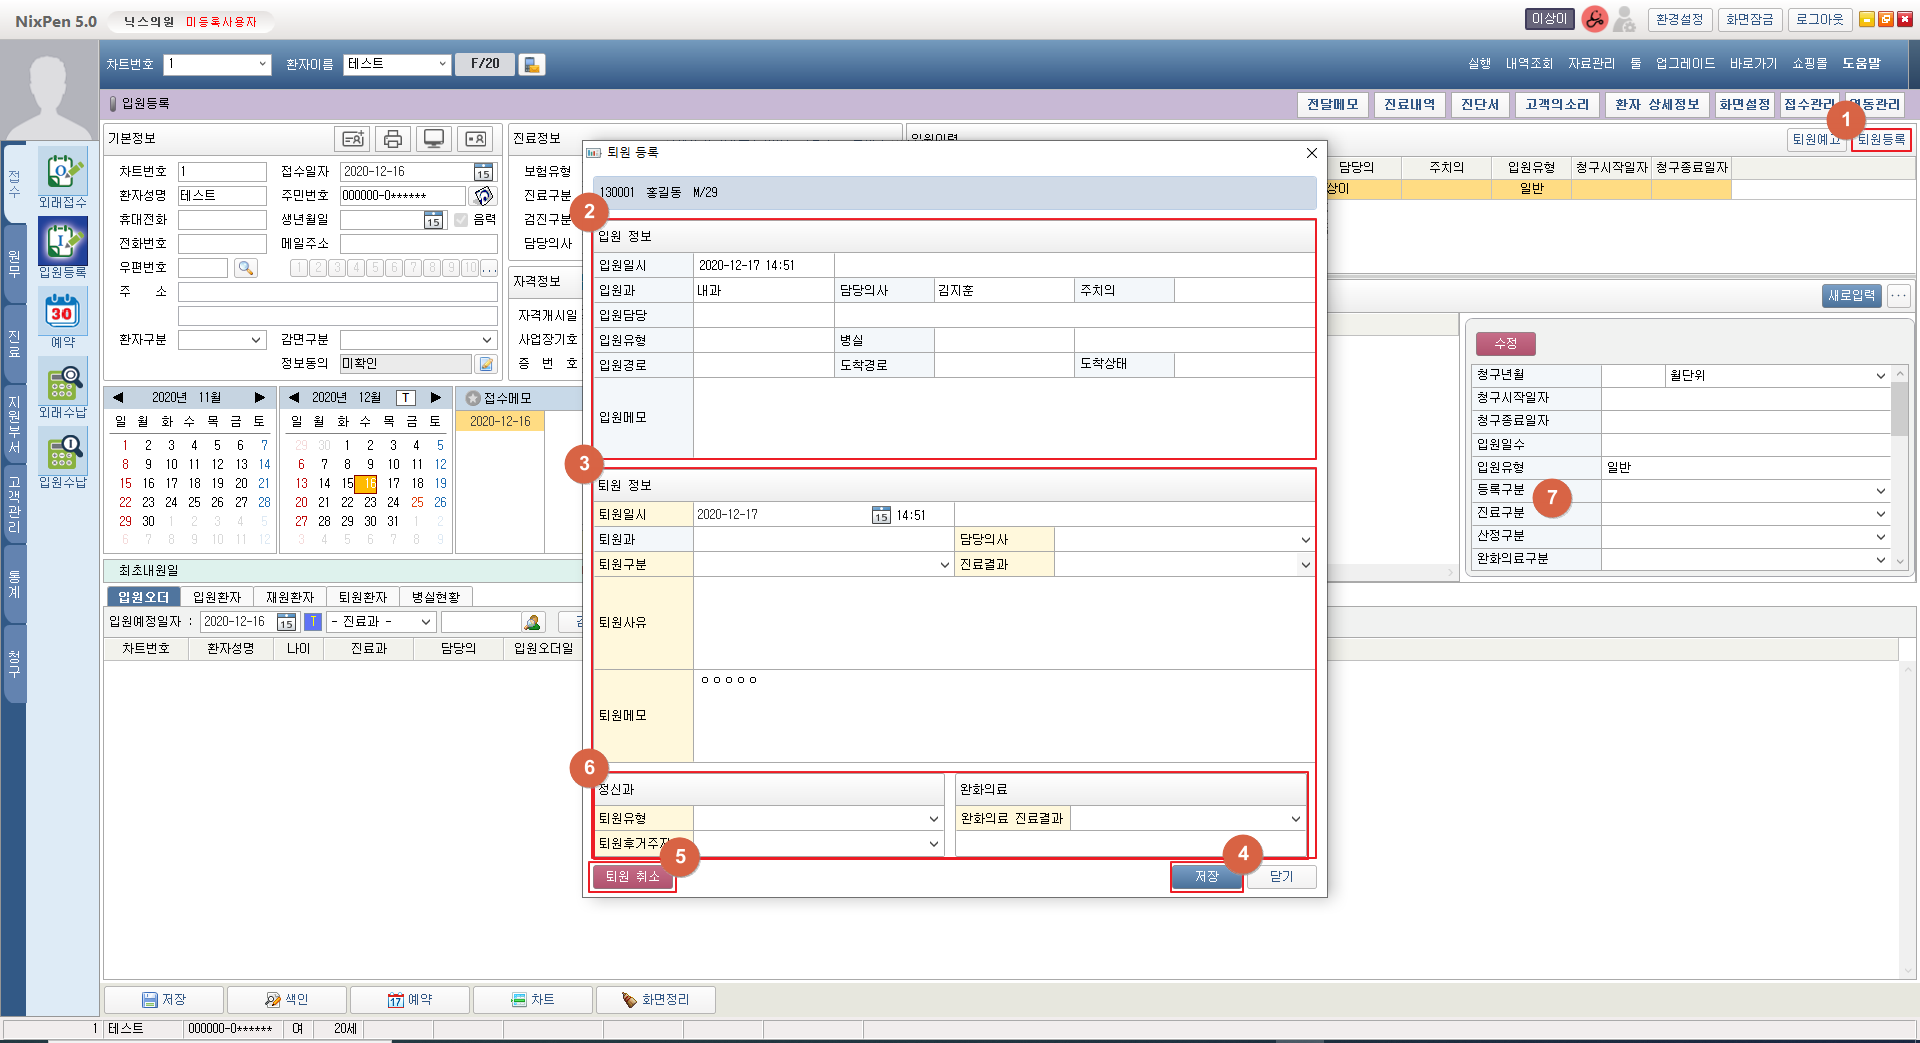 NixPen 5.0 닉스의원 미등록사용자 이상이 환경설정 화면잠금 로그아웃
차트번호 1 환자이름 테스트 F/20 실행 내역조회 자료관리 툴 업그레이드 바로가기 쇼핑몰 도움말
입원등록 전달메모 진료내역 진단서 고객의소리 환자 상세정보 화면설정 접수관리 연동관리
접수
원무
진료
지원부서
고객관리
통계
청구
외래접수
입원등록
30
예약
외래수납
입원수납
기본정보
차트번호 1 접수일자 2020-12-16 15
환자성명 테스트 주민번호 000000-0******
휴대전화 생년월일 15 음력
전화번호 메일주소
우편번호 1 2 3 4 5 6 7 8 9 10 ...
주 소
환자구분 감면구분
정보동의 미확인
진료정보
보험유형
진료구분
검진구분
담당의사
자격정보
자격개시일
사업장기호
증 번 호
입원이력 퇴원예고 퇴원등록 1
담당의 주치의 입원유형 청구시작일자 청구종료일자
상이 일반
새로입력 ...
수정
청구년월 월단위
청구시작일자
청구종료일자
입원일수
입원유형 일반
등록구분
7
진료구분
산정구분
완화의료구분
2020년 11월
일 월 화 수 목 금 토
1 2 3 4 5 6 7
8 9 10 11 12 13 14
15 16 17 18 19 20 21
22 23 24 25 26 27 28
29 30 1 2 3 4 5
6 7 8 9 10 11 12
2020년 12월 T
일 월 화 수 목 금 토
29 30 1 2 3 4 5
6 7 8 9 10 11 12
13 14 15 16 17 18 19
20 21 22 23 24 25 26
27 28 29 30 31 1 2
3 4 5 6 7 8 9
접수메모
2020-12-16
최초내원일
입원오더 입원환자 재원환자 퇴원환자 병실현황
입원예정일자 : 2020-12-16 15 T - 진료과 -
차트번호 환자성명 나이 진료과 담당의 입원오더일
퇴원 등록
130001 홍길동 M/29
2
입원 정보
입원일시 2020-12-17 14:51
입원과 내과 담당의사 김지훈 주치의
입원담당
입원유형 병실
입원경로 도착경로 도착상태
입원메모
3
퇴원 정보
퇴원일시 2020-12-17 15 14:51
퇴원과 담당의사
퇴원구분 진료결과
퇴원사유
퇴원메모 ㅇㅇㅇㅇㅇ
6
정신과 완화의료
퇴원유형 완화의료 진료결과
퇴원후거주지
5 4
퇴원 취소 저장 닫기
저장 색인 17 예약 차트 화면정리
1 테스트 000000-0****** 여 20세